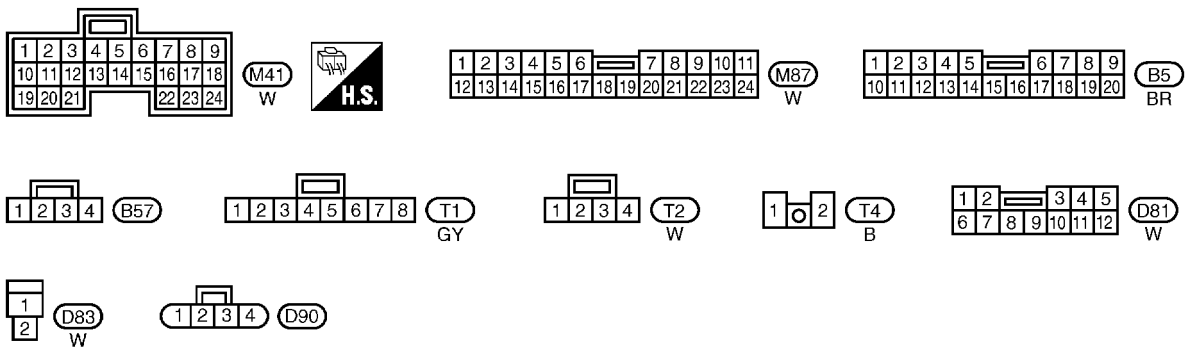 1 2 3 4 5 6 7 8 9
10 11 12 13 14 15 16 17 18
19 20 21 22 23 24
M41
W
H.S.
1 2 3 4 5 6 7 8 9 10 11
12 13 14 15 16 17 18 19 20 21 22 23 24
M87
W
1 2 3 4 5 6 7 8 9
10 11 12 13 14 15 16 17 18 19 20
B5
BR
1 2 3 4
B57
1 2 3 4 5 6 7 8
T1
GY
1 2 3 4
T2
W
1 2
T4
B
1 2 3 4 5
6 7 8 9 10 11 12
D81
W
1
2
D83
W
1 2 3 4
D90